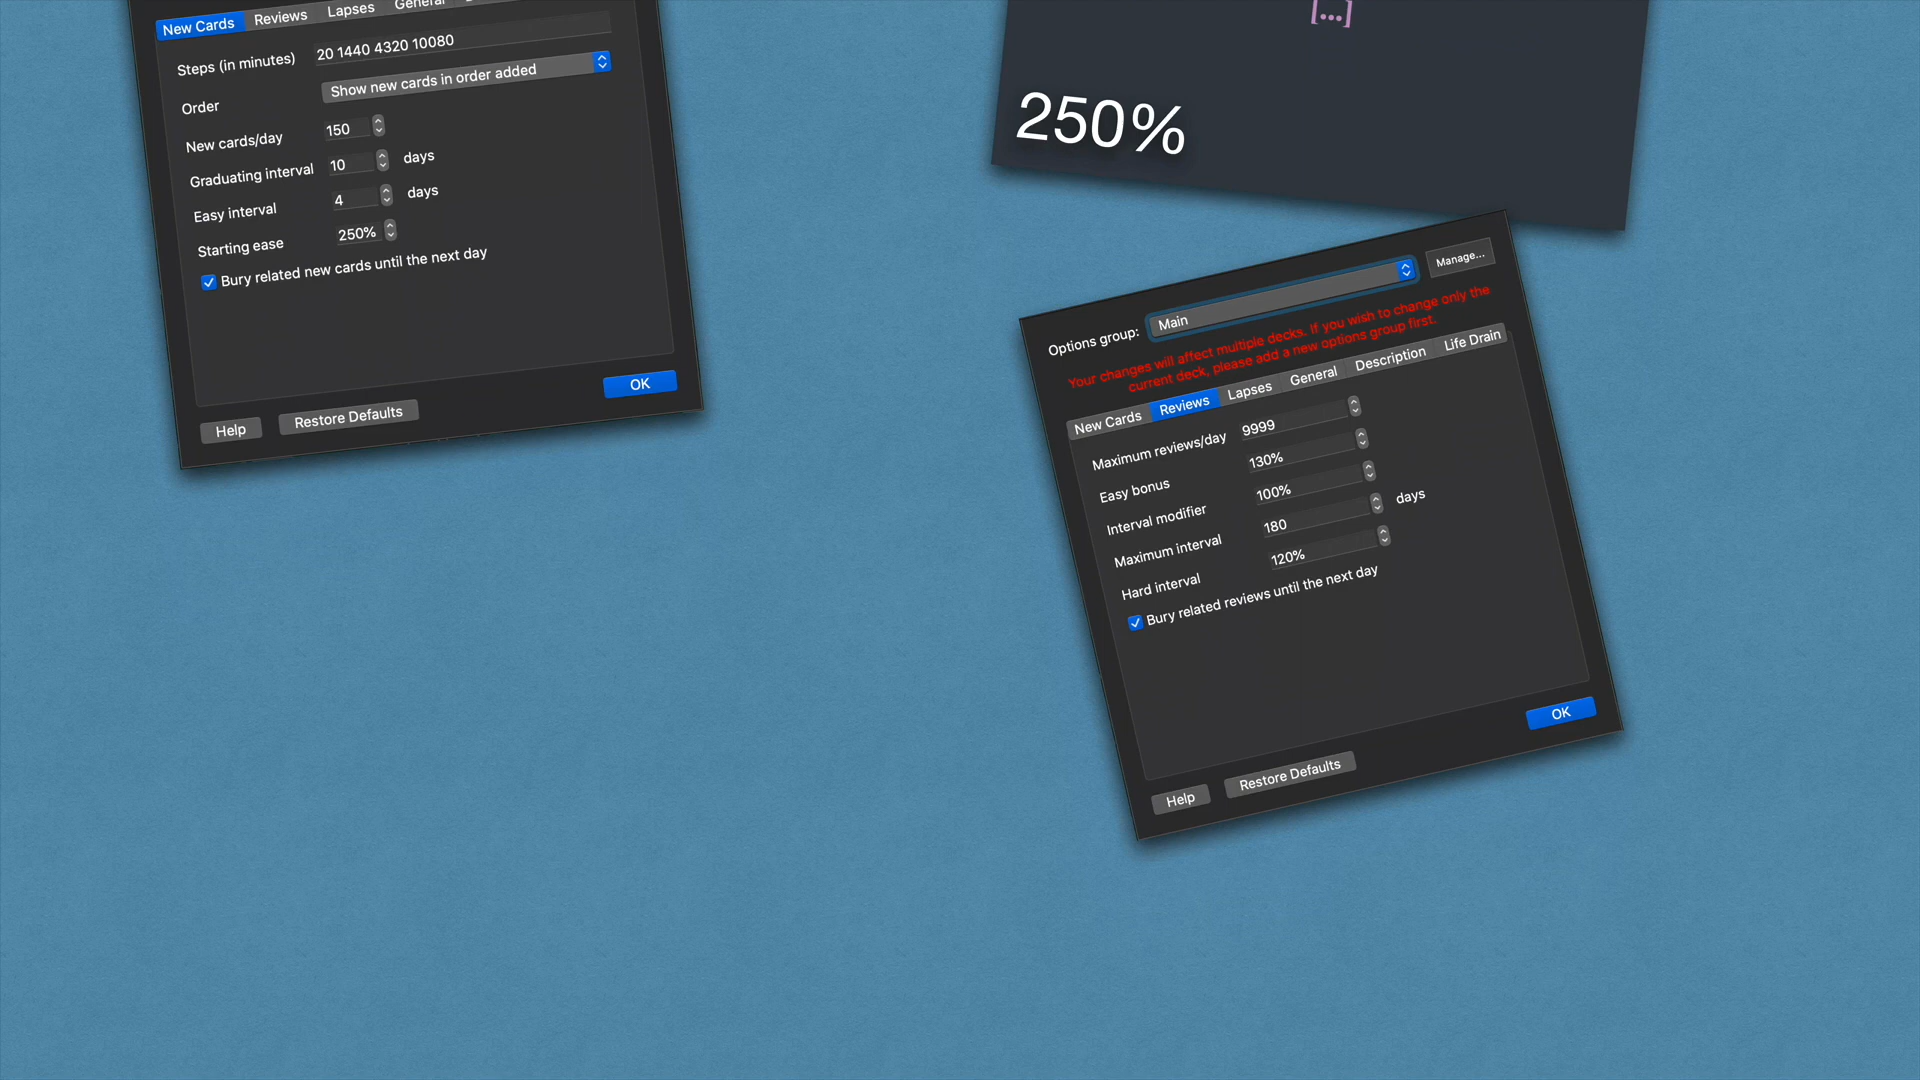 New Cards Reviews Lapses General
Steps (in minutes) 20 1440 4320 10080
Order Show new cards in order added
New cards/day 150
Graduating interval 10 days
Easy interval 4 days
Starting ease 250%
Bury related new cards until the next day
OK
Help Restore Defaults
[...]
250%
Options group: Main Manage...
Your changes will affect multiple decks. If you wish to change only the
current deck, please add a new options group first.
New Cards Reviews Lapses General Description Life Drain
Maximum reviews/day 9999
Easy bonus 130%
Interval modifier 100%
Maximum interval 180 days
Hard interval 120%
Bury related reviews until the next day
OK
Help Restore Defaults